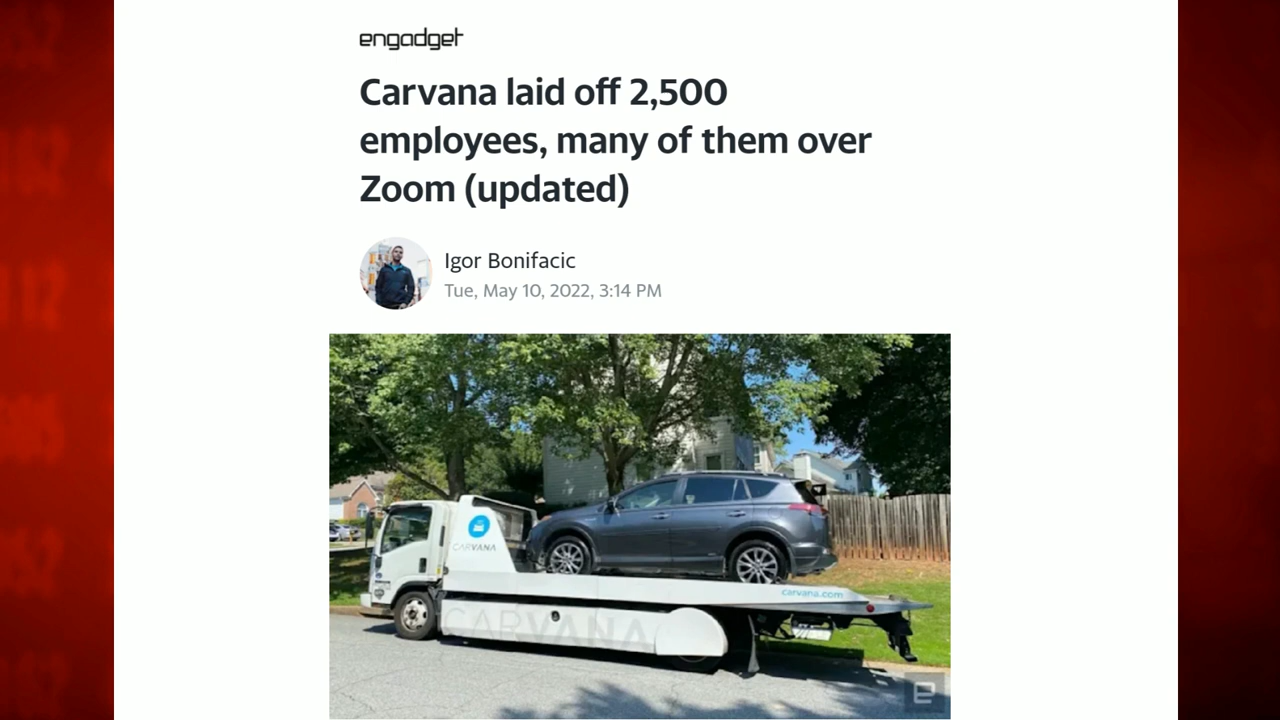 engadget
Carvana laid off 2,500
employees, many of them over
Zoom (updated)
Igor Bonifacic
Tue, May 10, 2022, 3:14 PM
CARVANA
carvana.com
CARVANA
e